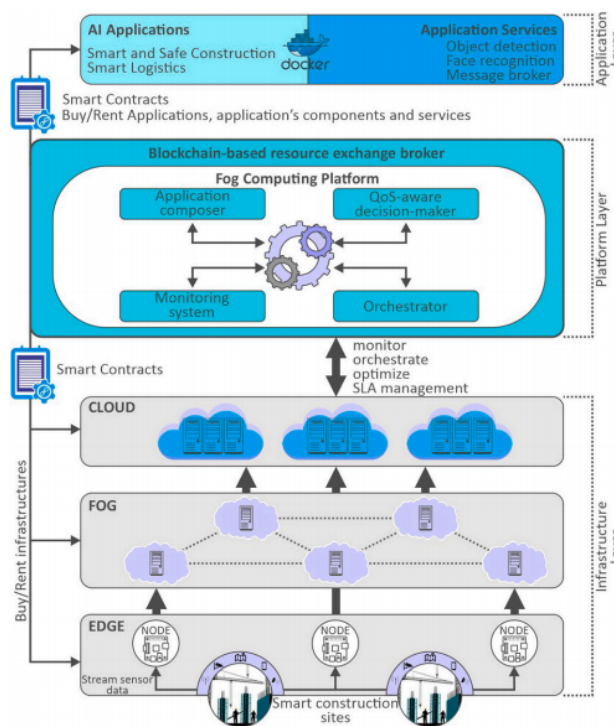 AI Applications
Smart and Safe Construction
Smart Logistics
docker
Application Services
Object detection
Face recognition
Message broker
Application
Smart Contracts
Buy/Rent Applications, application's components and services
Blockchain-based resource exchange broker
Fog Computing Platform
Application
composer
QoS-aware
decision-maker
Monitoring
system
Orchestrator
Platform Layer
Smart Contracts
monitor
orchestrate
optimize
SLA management
CLOUD
FOG
EDGE
NODE
NODE
NODE
Stream sensor
data
Smart construction
sites
Buy/Rent infrastructures
Infrastructure